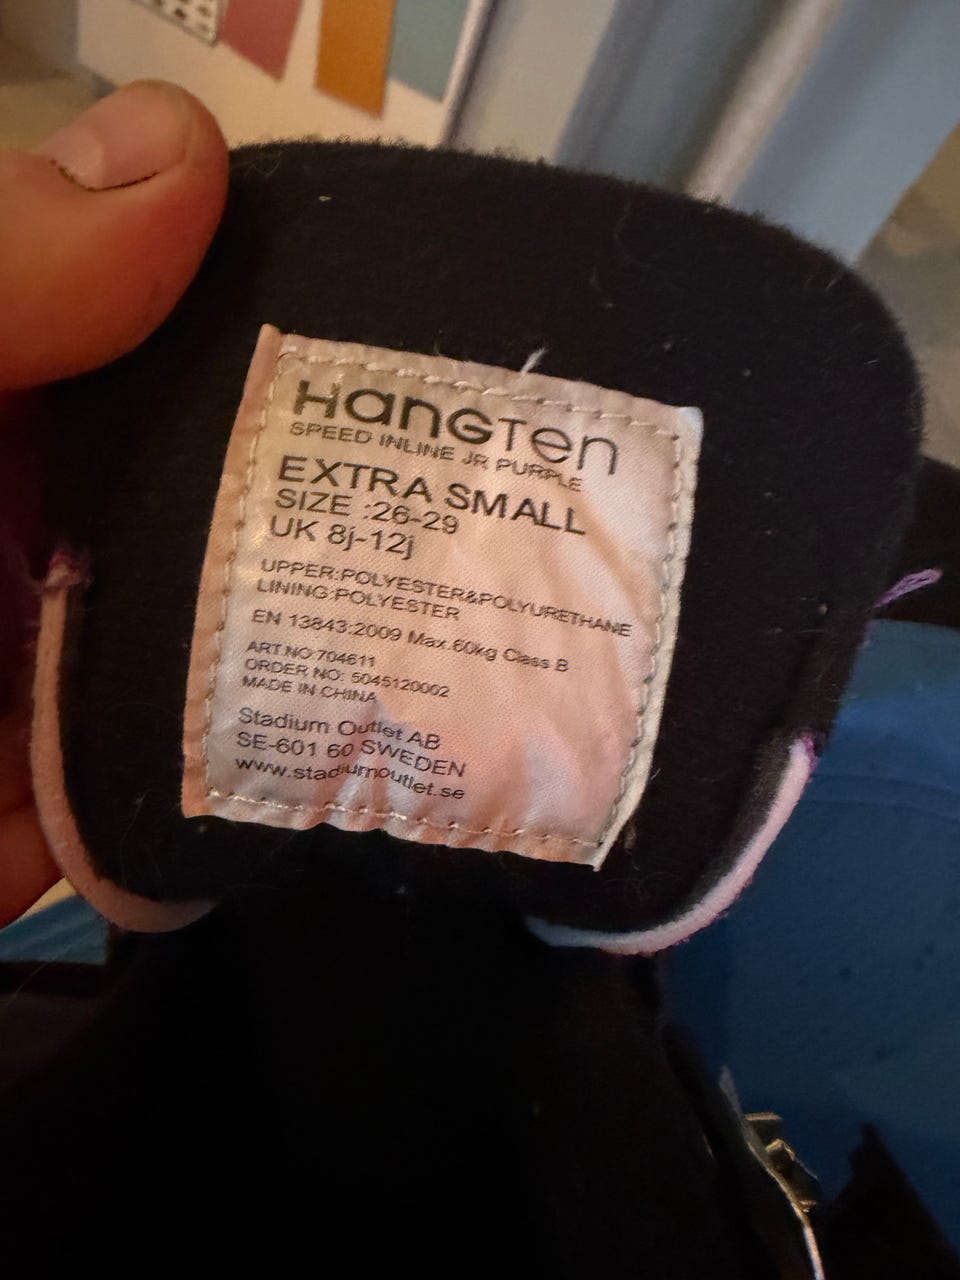 HangTen
SPEED INLINE JR PURPLE
EXTRA SMALL
SIZE :26-29
UK 8j-12j
UPPER:POLYESTER&POLYURETHANE
LINING:POLYESTER
EN 13843:2009 Max.60kg Class B
ART.NO:704611
ORDER NO: 5045120002
MADE IN CHINA
Stadium Outlet AB
SE-601 60 SWEDEN
www.stadiumoutlet.se